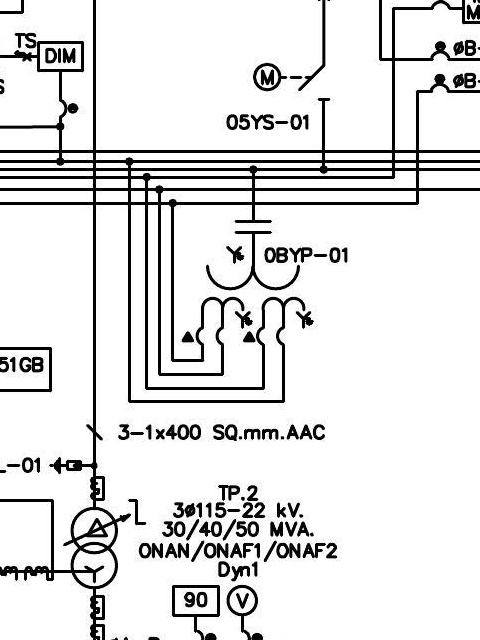 M
TS
DIM
ØB-
M
ØB-
S
05YS-01
0BYP-01
51GB
3-1x400 SQ.mm.AAC
L-01
TP.2
3ø115-22 kV.
30/40/50 MVA.
ONAN/ONAF1/ONAF2
Dyn1
90
V